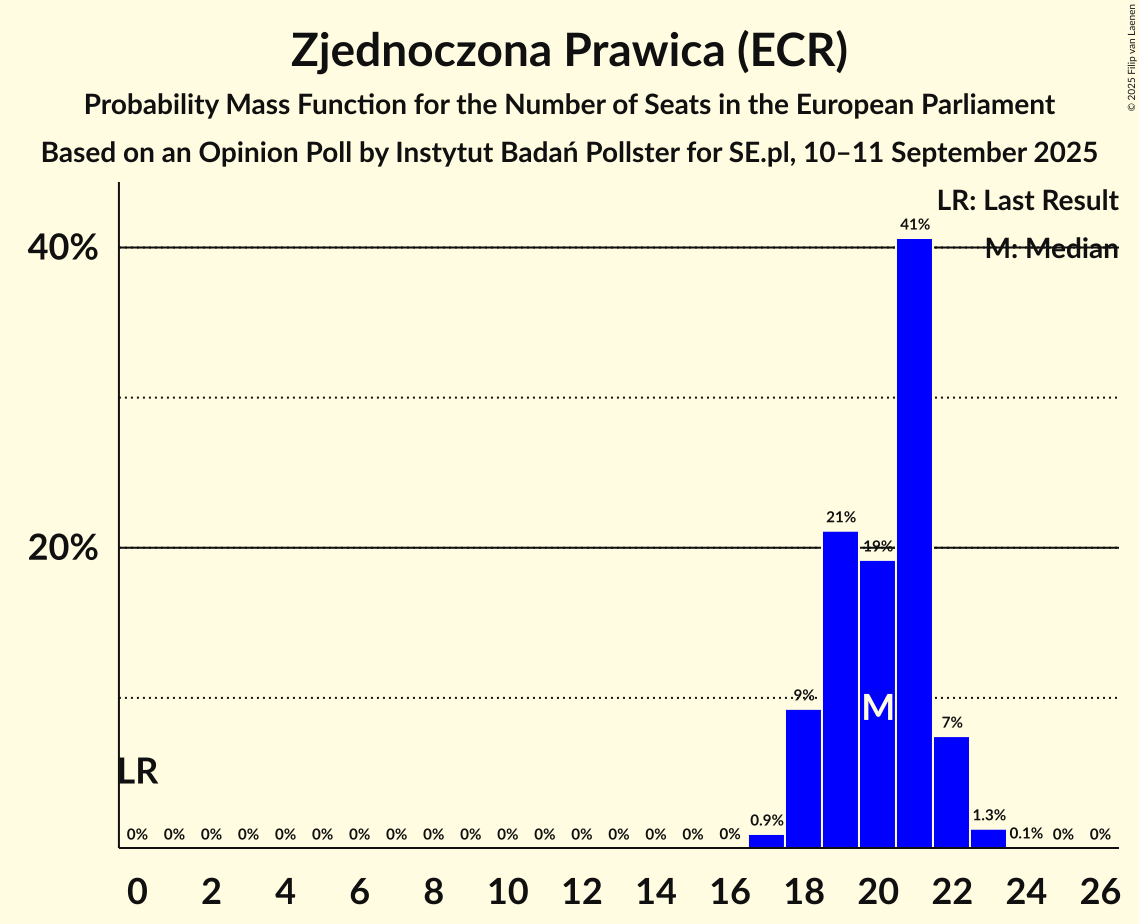 Zjednoczona Prawica (ECR)
Probability Mass Function for the Number of Seats in the European Parliament
Based on an Opinion Poll by Instytut Badań Pollster for SE.pl, 10–11 September 2025
© 2025 Filip van Laenen
LR: Last Result
M: Median
40%
20%
41%
21%
19%
9%
M
7%
LR
0% 0% 0% 0% 0% 0% 0% 0% 0% 0% 0% 0% 0% 0% 0% 0% 0% 0.9% 1.3% 0.1% 0% 0%
0 2 4 6 8 10 12 14 16 18 20 22 24 26